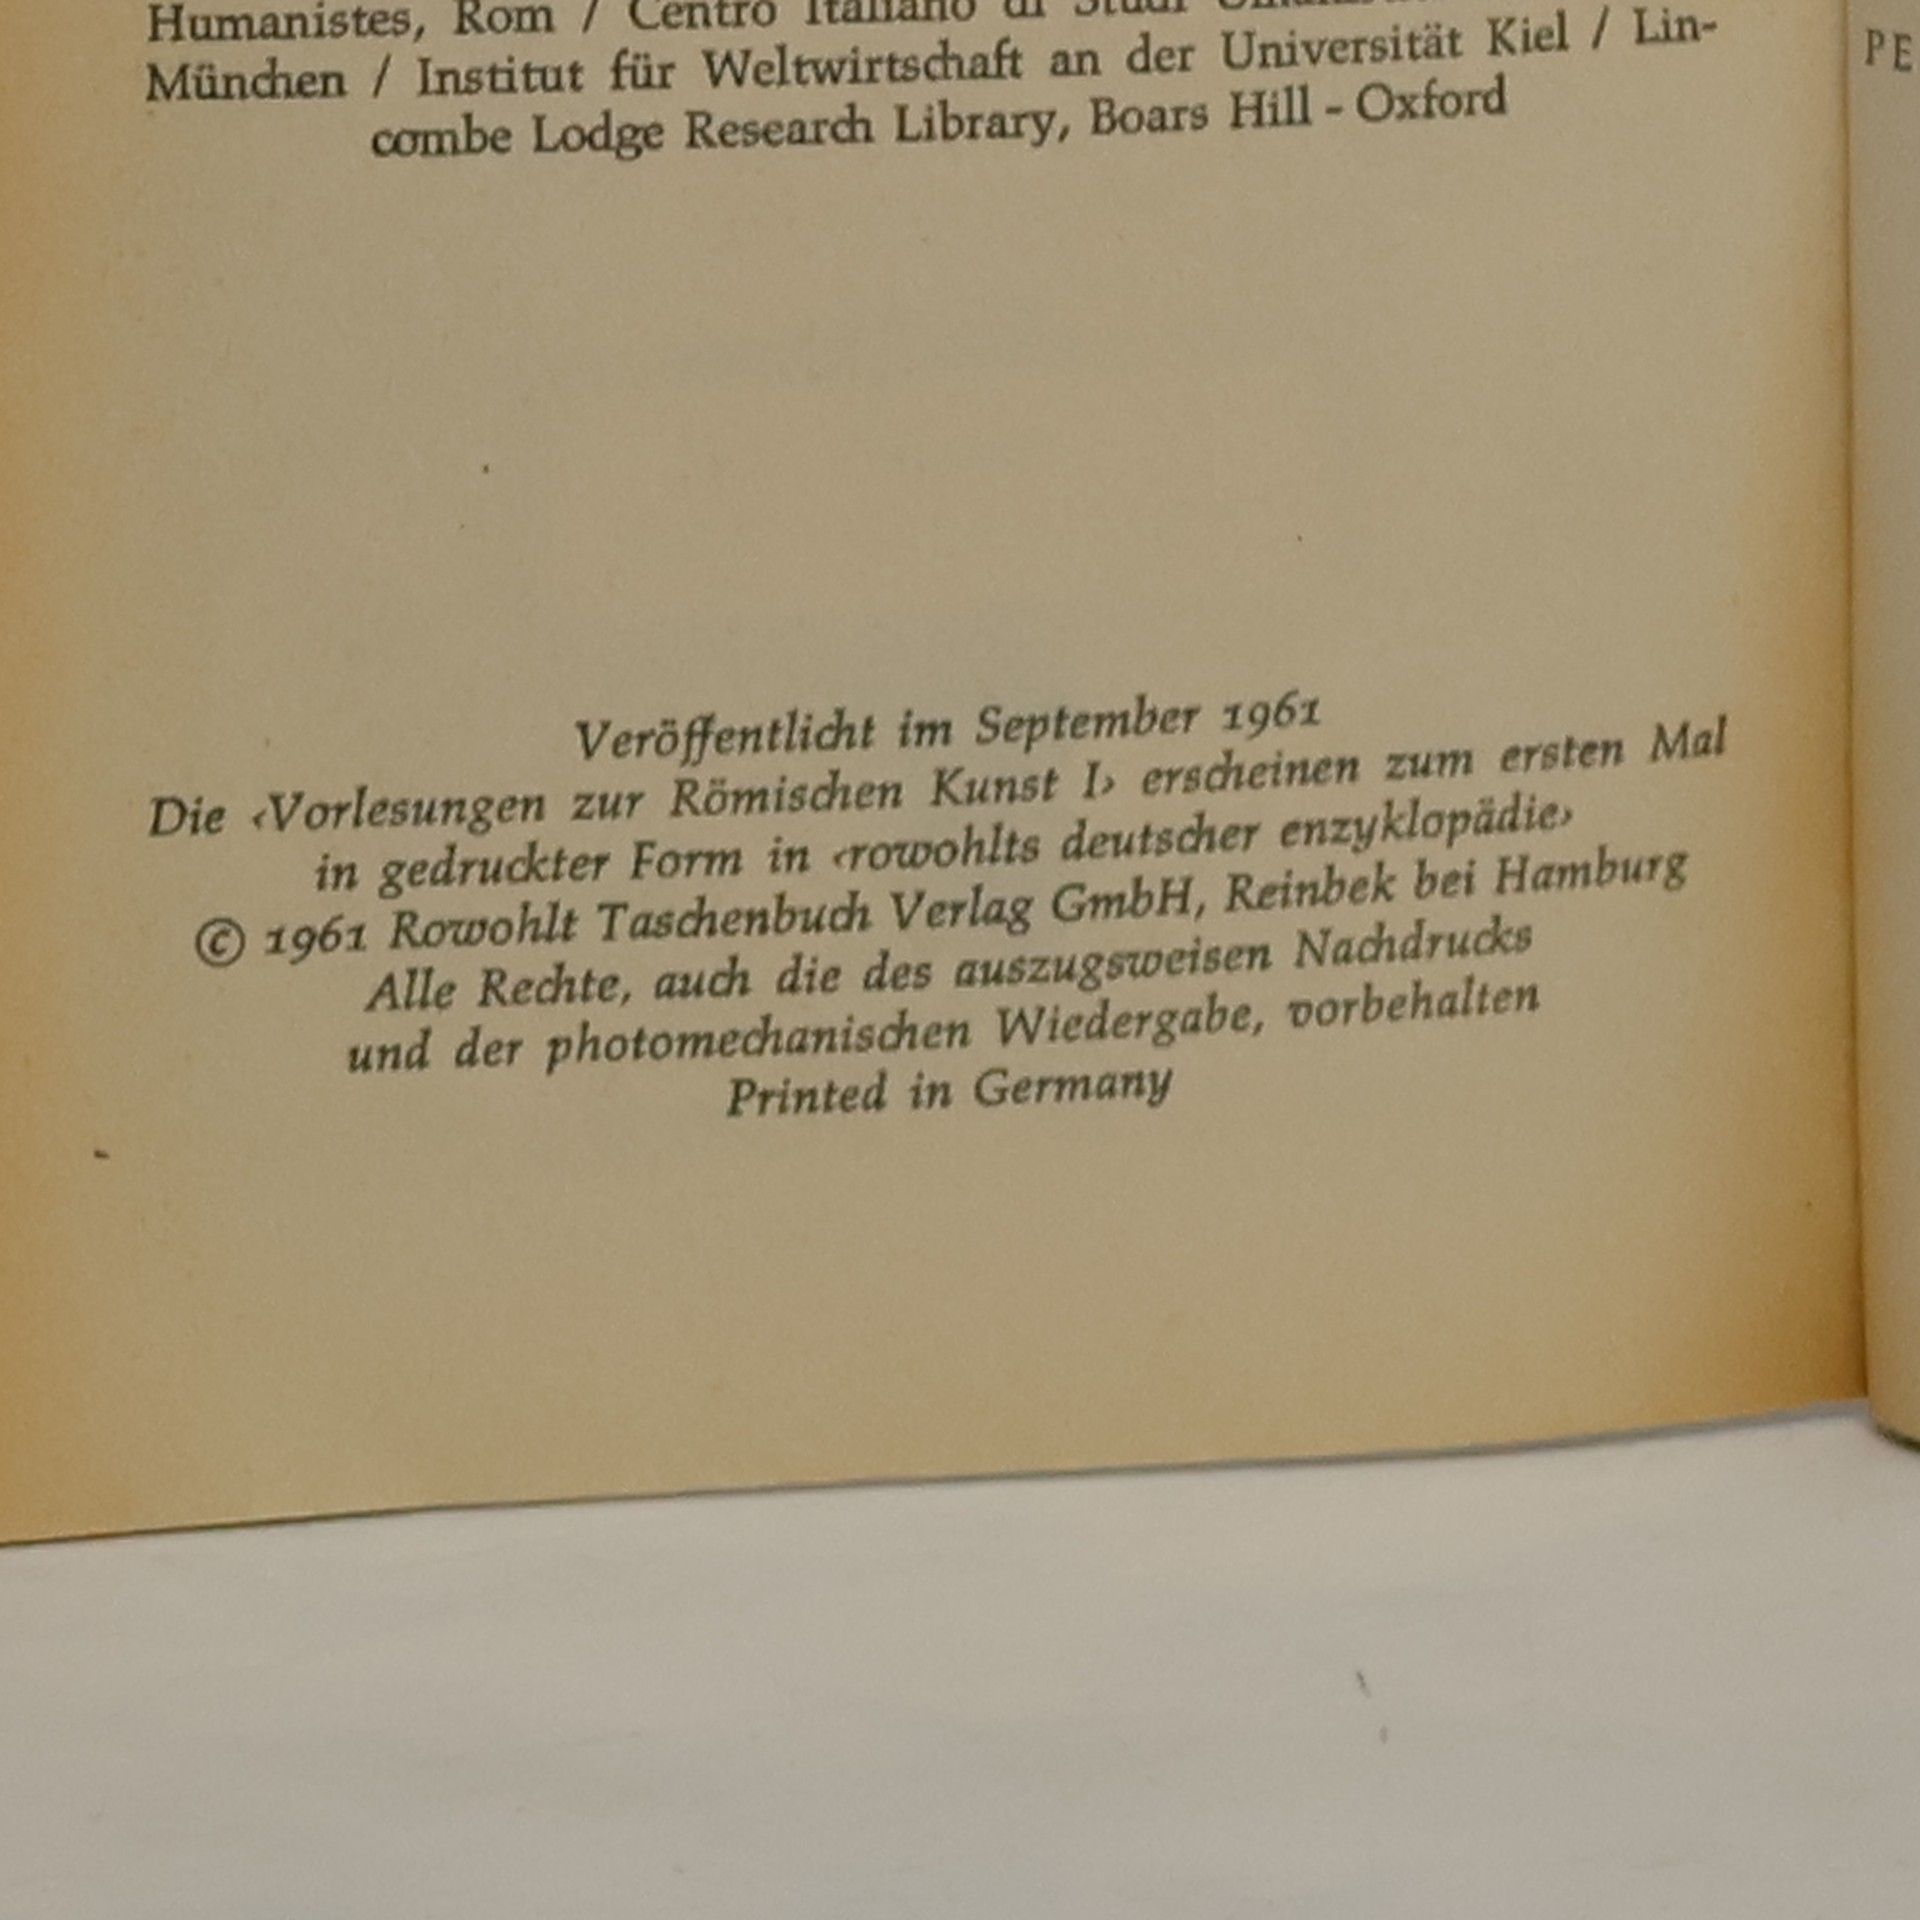 Humanistes, Rom / Centro Italiano di Studi
München / Institut für Weltwirtschaft an der Universität Kiel / Lin-
combe Lodge Research Library, Boars Hill - Oxford
Veröffentlicht im September 1961
Die ‹Vorlesungen zur Römischen Kunst I› erscheinen zum ersten Mal
in gedruckter Form in ‹rowohlts deutscher enzyklopädie›
© 1961 Rowohlt Taschenbuch Verlag GmbH, Reinbek bei Hamburg
Alle Rechte, auch die des auszugsweisen Nachdrucks
und der photomechanischen Wiedergabe, vorbehalten
Printed in Germany
PE